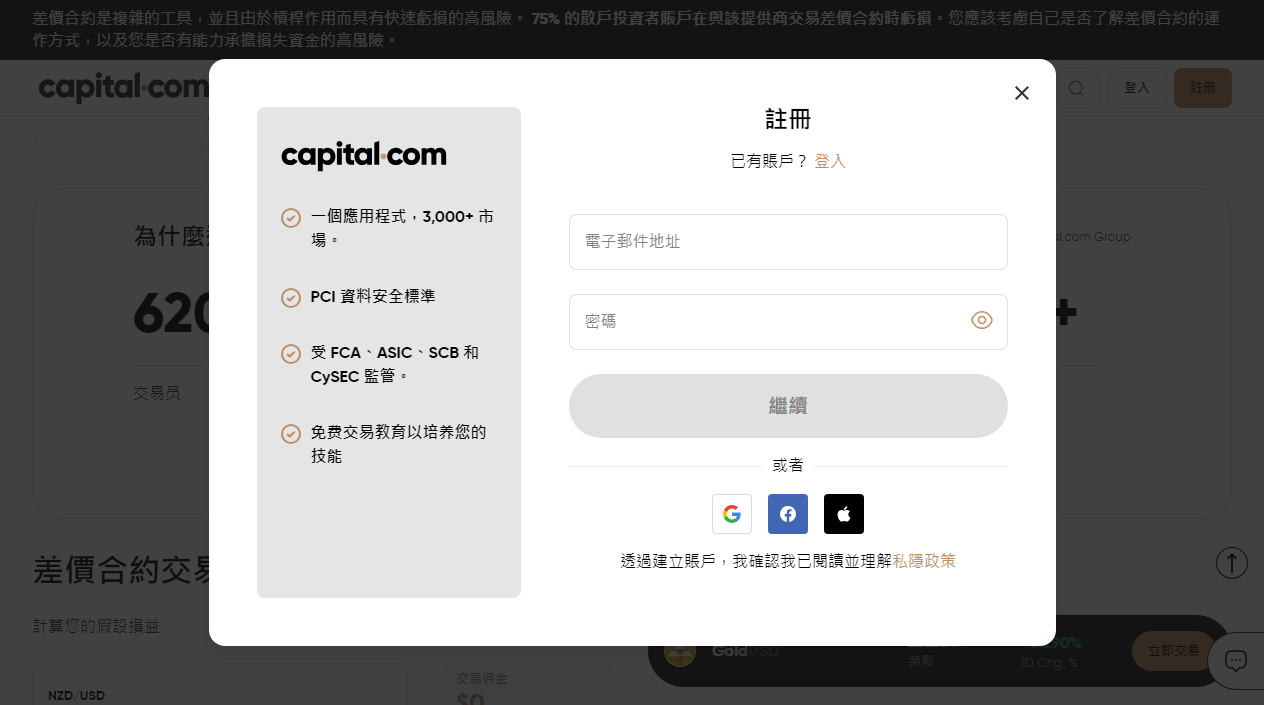 差價合約是複雜的工具，並且由於槓桿作用而具有快速虧損的高風險。 75% 的散戶投資者賬戶在與該提供商交易差價合約時虧損。您應該考慮自己是否了解差價合約的運
作方式，以及您是否有能力承擔損失資金的高風險。
capital.com
登入
註冊
capital.com
一個應用程式，3,000+ 市
場。
PCI 資料安全標準
受 FCA、ASIC、SCB 和
CySEC 監管。
免费交易教育以培养您的
技能
註冊
已有賬戶？ 登入
電子郵件地址
密碼
繼續
或者
透過建立賬戶，我確認我已閱讀並理解私隱政策
為什麼
al.com Group
620
+
交易员
差價合約交易
計算您的假設損益
NZD/USD
交易佣金
$0
GoldUSD
1D Chng, %
立即交易